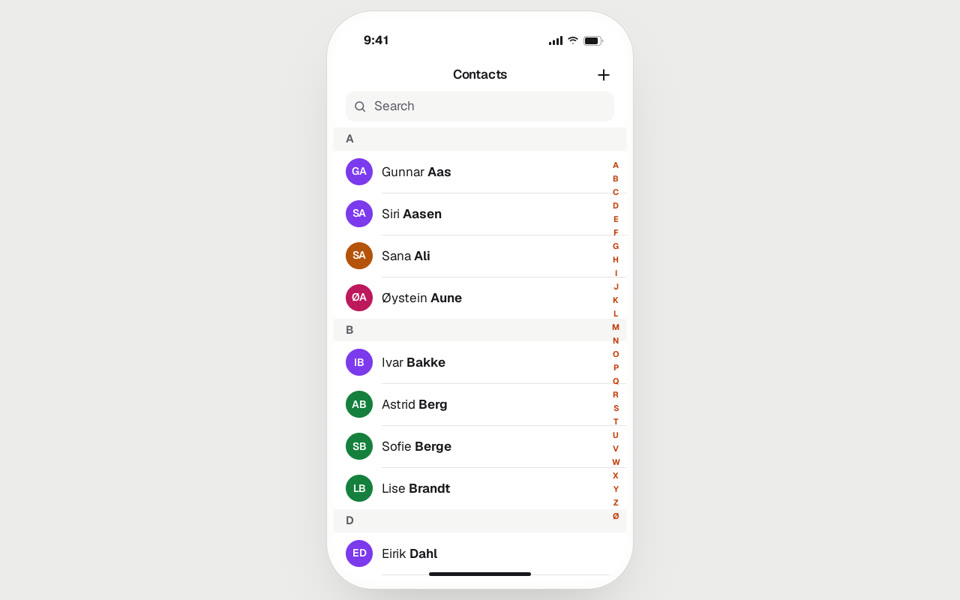 9:41
Contacts
Search
A
GA Gunnar Aas
SA Siri Aasen
SA Sana Ali
ØA Øystein Aune
B
IB Ivar Bakke
AB Astrid Berg
SB Sofie Berge
LB Lise Brandt
D
ED Eirik Dahl
A
B
C
D
E
F
G
H
I
J
K
L
M
N
O
P
Q
R
S
T
U
V
W
X
Y
Z
Ø